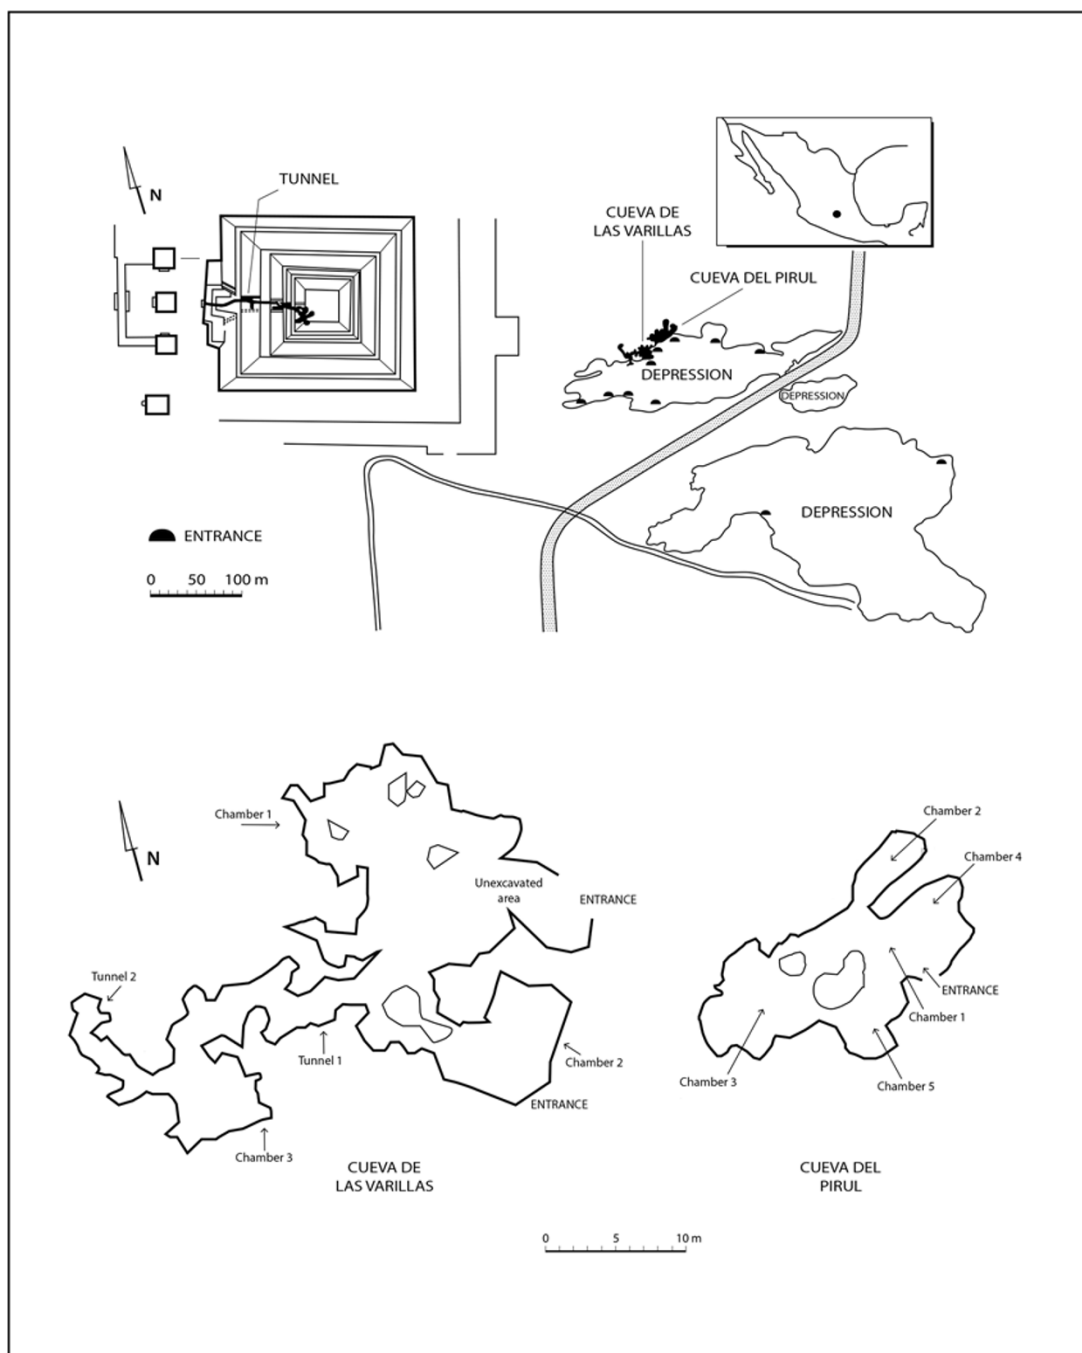 N
TUNNEL
CUEVA DE
LAS VARILLAS
CUEVA DEL PIRUL
DEPRESSION
DEPRESSION
DEPRESSION
ENTRANCE
0 50 100 m
N
Chamber 1
Unexcavated
area
ENTRANCE
Tunnel 2
Tunnel 1
Chamber 2
ENTRANCE
Chamber 3
CUEVA DE
LAS VARILLAS
Chamber 2
Chamber 4
ENTRANCE
Chamber 1
Chamber 3
Chamber 5
CUEVA DEL
PIRUL
0 5 10 m